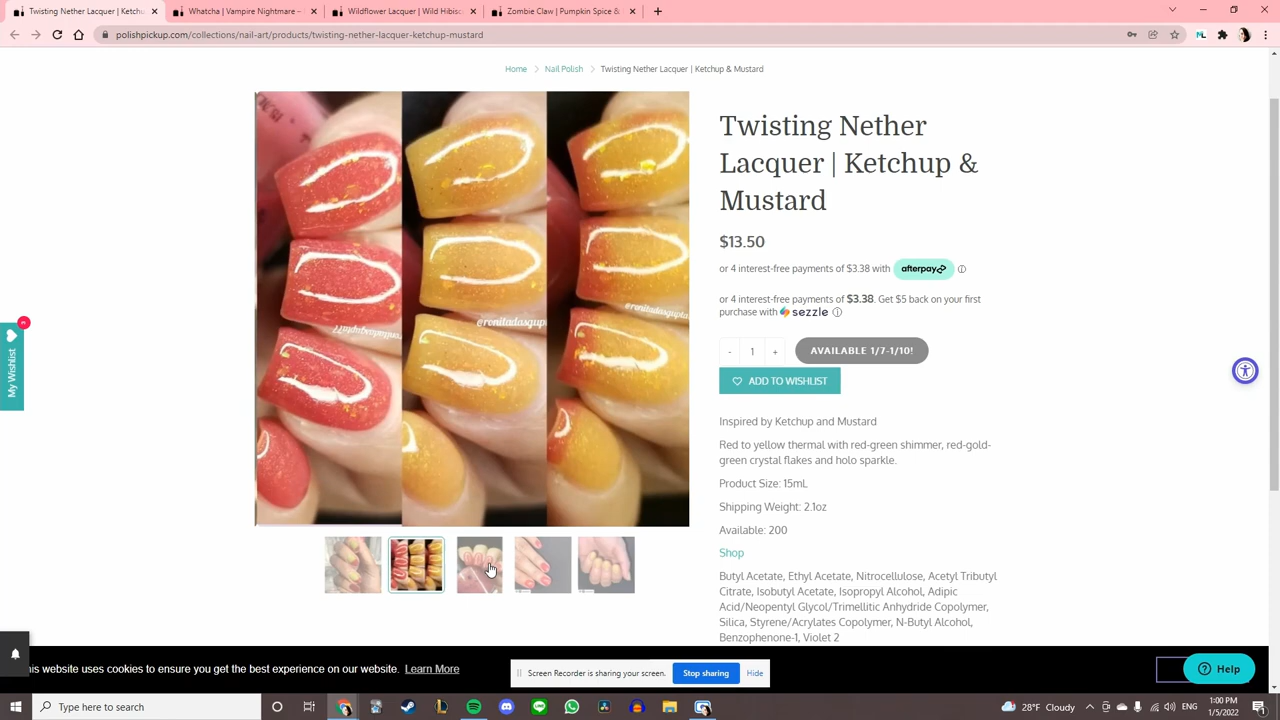 Twisting Nether Lacquer | Ketch
Whatcha | Vampire Nightmare –
Wildflower Lacquer | Wild Hibisc
Zombie Claw | Pumpkin Spice &
polishpickup.com/collections/nail-art/products/twisting-nether-lacquer-ketchup-mustard
Home > Nail Polish > Twisting Nether Lacquer | Ketchup & Mustard
@ronitadasgup
@ronitadasgupta
Twisting Nether
Lacquer | Ketchup &
Mustard
$13.50
or 4 interest-free payments of $3.38 with afterpay
or 4 interest-free payments of $3.38. Get $5 back on your first
purchase with sezzle
- 1 + AVAILABLE 1/7-1/10!
ADD TO WISHLIST
My Wishlist
Inspired by Ketchup and Mustard
Red to yellow thermal with red-green shimmer, red-gold-
green crystal flakes and holo sparkle.
Product Size: 15mL
Shipping Weight: 2.1oz
Available: 200
Shop
Butyl Acetate, Ethyl Acetate, Nitrocellulose, Acetyl Tributyl
Citrate, Isobutyl Acetate, Isopropyl Alcohol, Adipic
Acid/Neopentyl Glycol/Trimellitic Anhydride Copolymer,
Silica, Styrene/Acrylates Copolymer, N-Butyl Alcohol,
Benzophenone-1, Violet 2
his website uses cookies to ensure you get the best experience on our website. Learn More
Screen Recorder is sharing your screen. Stop sharing Hide
Help
Type here to search
28°F Cloudy
1:00 PM
1/5/2022